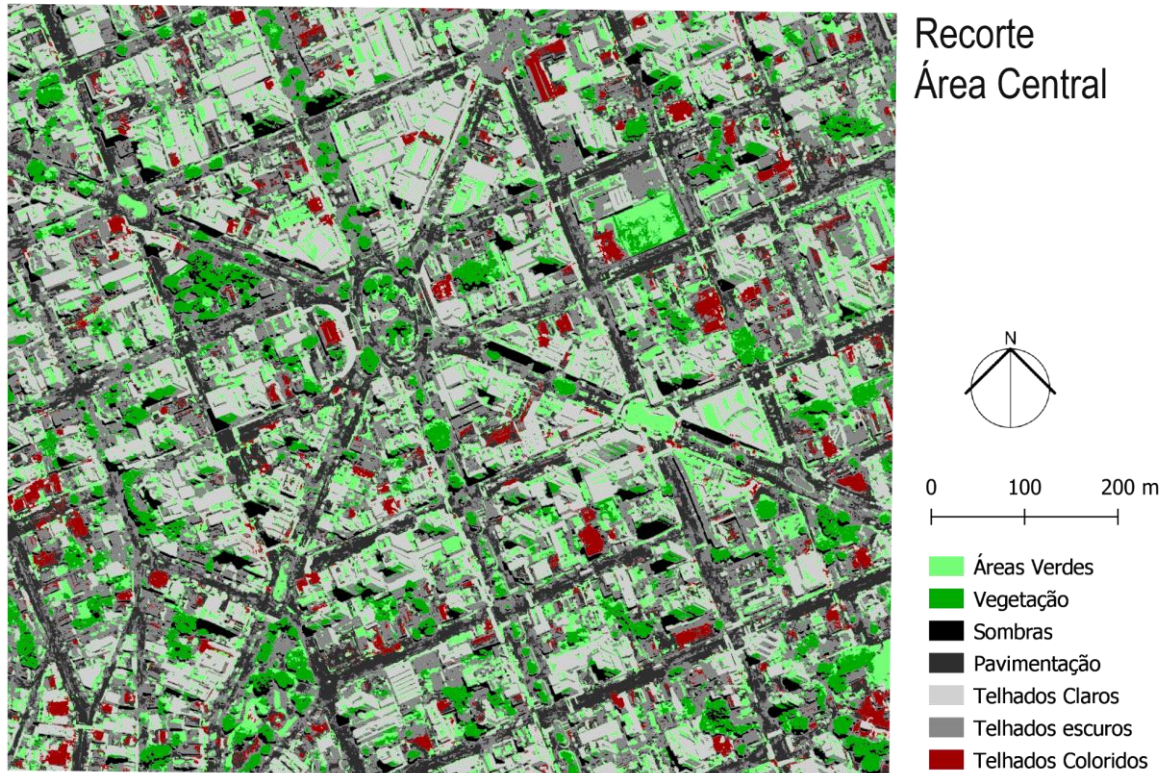 Recorte
Área Central
N
0 100 200 m
Áreas Verdes
Vegetação
Sombras
Pavimentação
Telhados Claros
Telhados escuros
Telhados Coloridos